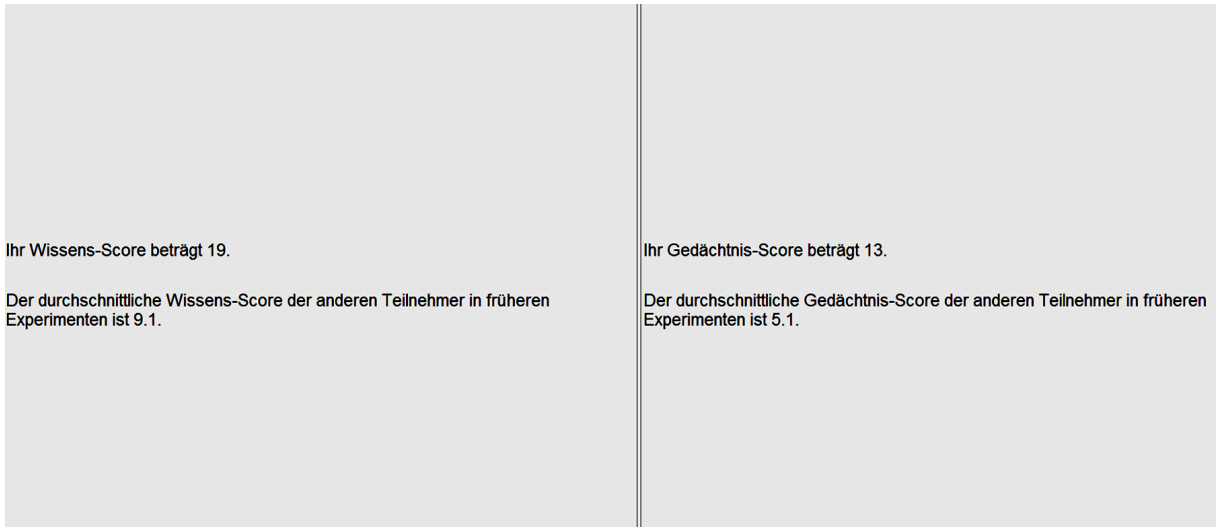 Ihr Wissens-Score beträgt 19.
Der durchschnittliche Wissens-Score der anderen Teilnehmer in früheren
Experimenten ist 9.1.
Ihr Gedächtnis-Score beträgt 13.
Der durchschnittliche Gedächtnis-Score der anderen Teilnehmer in früheren
Experimenten ist 5.1.